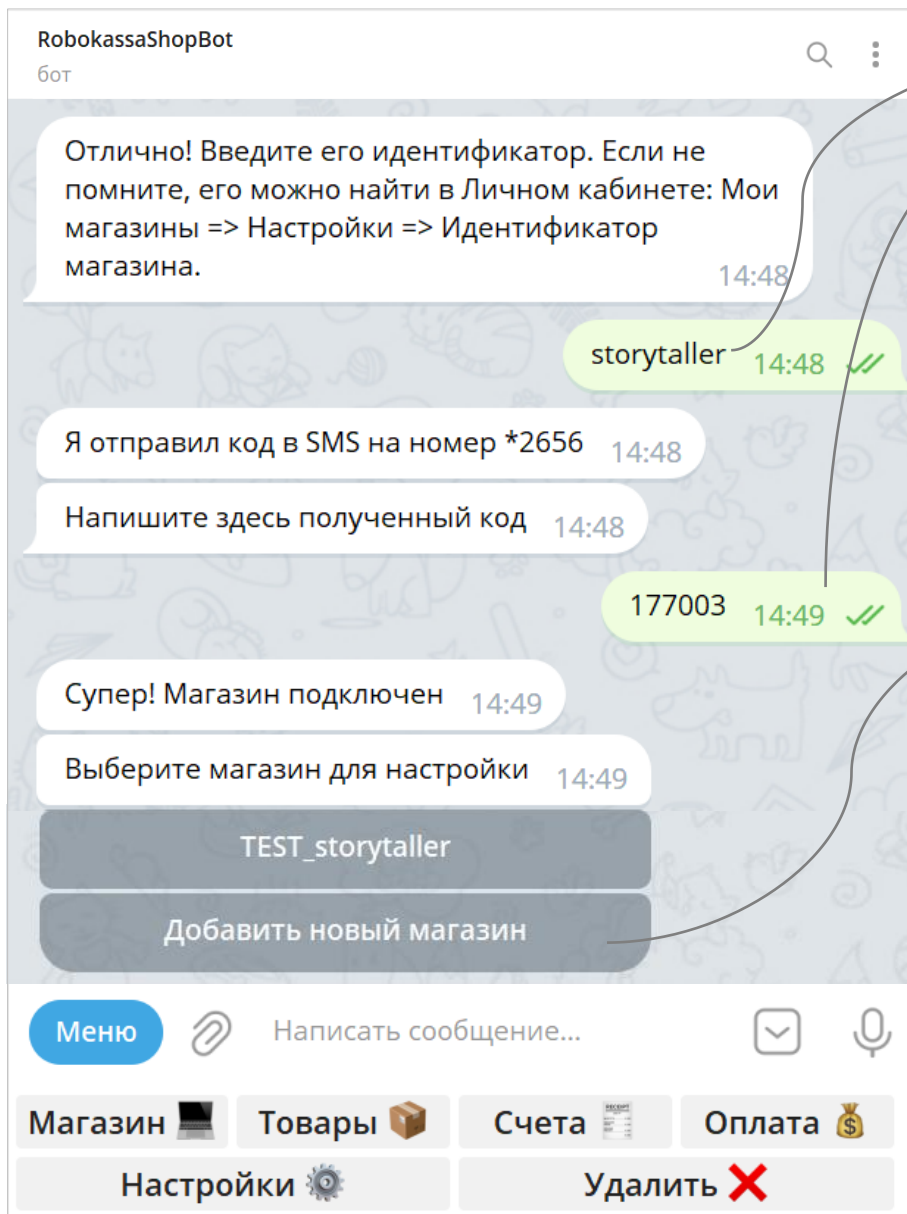 RobokassaShopBot
бот
Отлично! Введите его идентификатор. Если не
помните, его можно найти в Личном кабинете: Мои
магазины => Настройки => Идентификатор
магазина.
14:48
storytaller 14:48
Я отправил код в SMS на номер *2656 14:48
Напишите здесь полученный код 14:48
177003 14:49
Супер! Магазин подключен 14:49
Выберите магазин для настройки 14:49
TEST_storytaller
Добавить новый магазин
Меню Написать сообщение...
Магазин Товары Счета Оплата
Настройки Удалить